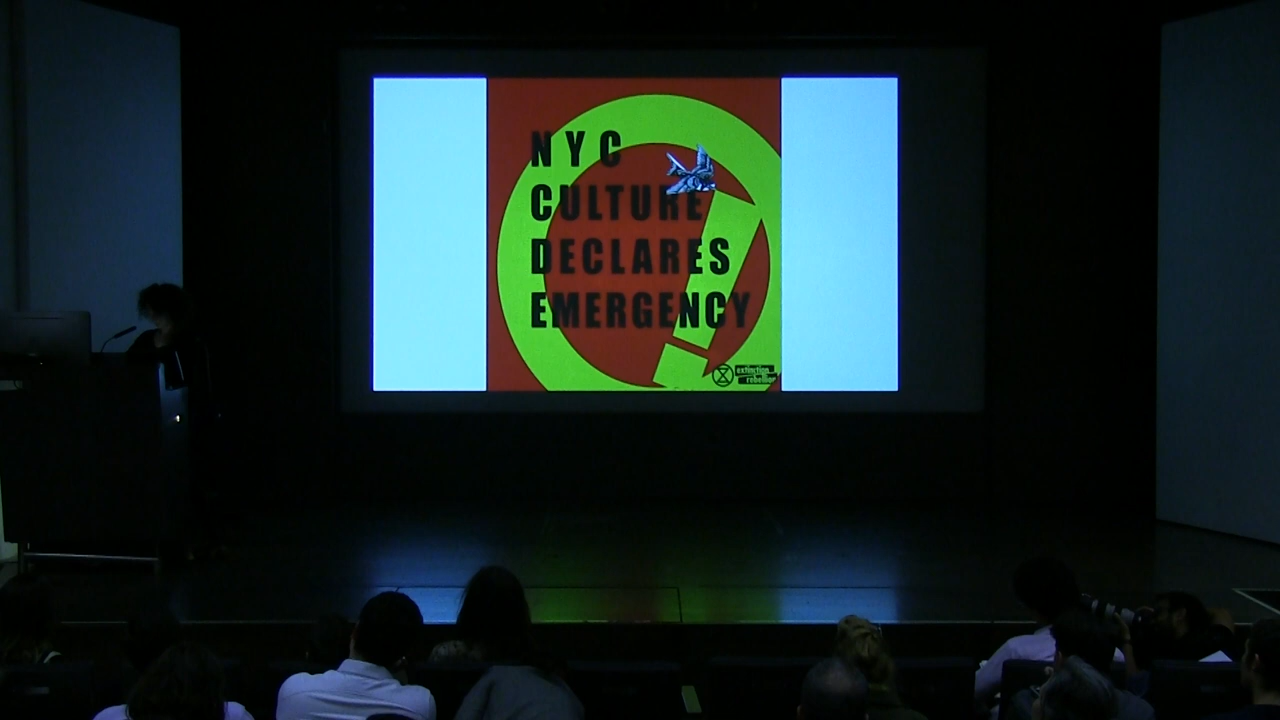 NYC
CULTURE
DECLARES
EMERGENCY
extinction
rebellion